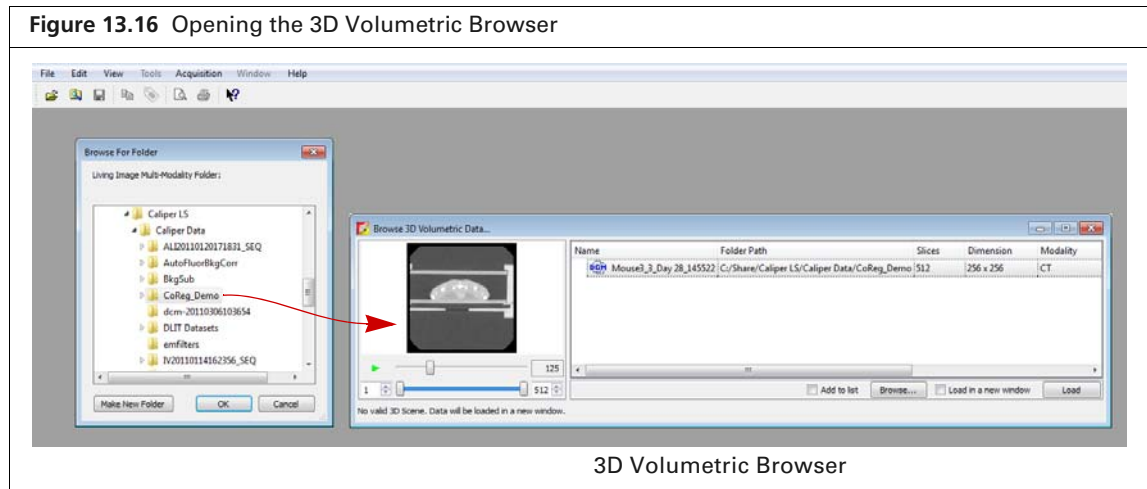 Figure 13.16 Opening the 3D Volumetric Browser
File Edit View Tools Acquisition Window Help
Browse For Folder
Living Image Multi-Modality Folder:
Caliper LS
Caliper Data
ALI20110120171831_SEQ
AutoFluorBkgCorr
BkgSub
CoReg_Demo
dcm-20110306103654
DLIT Datasets
emfilters
IV20110114162356_SEQ
Make New Folder OK Cancel
Browse 3D Volumetric Data...
Name Folder Path Slices Dimension Modality
DCM Mouse3_3_Day 28_145522 C:/Share/Caliper LS/Caliper Data/CoReg_Demo 512 256 x 256 CT
125
1 512
Add to list Browse... Load in a new window Load
No valid 3D Scene. Data will be loaded in a new window.
3D Volumetric Browser